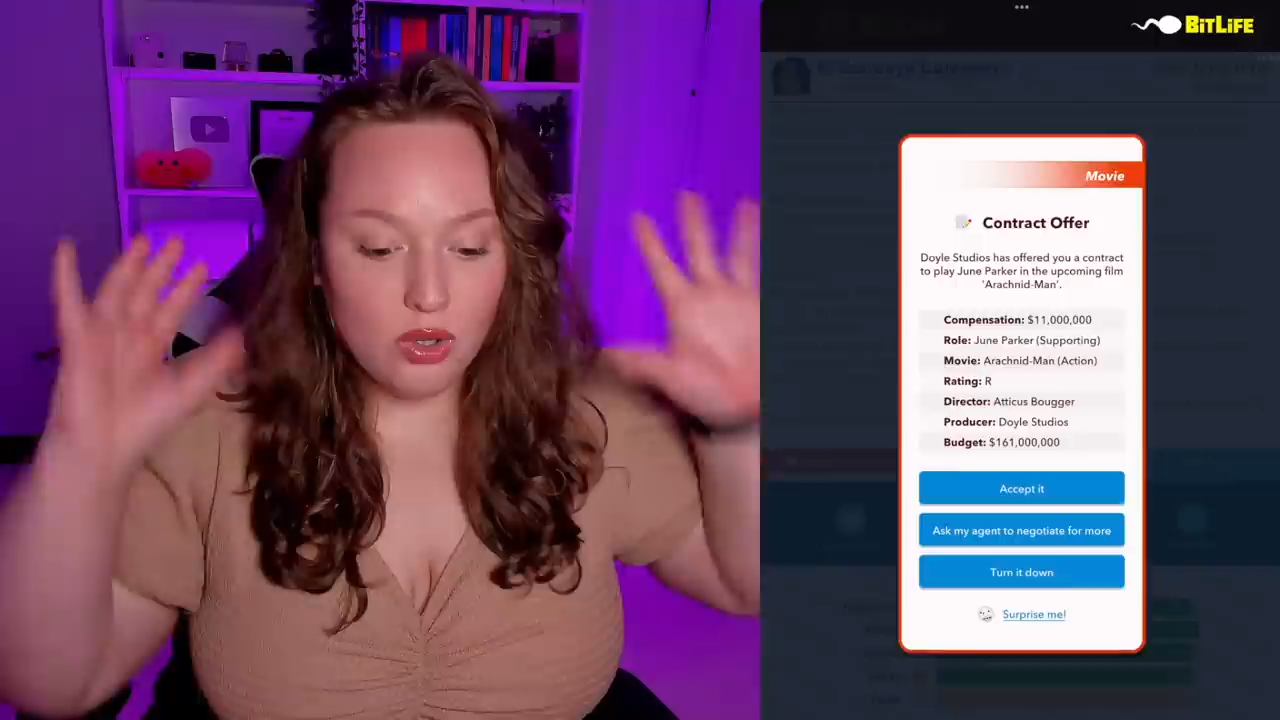 BITLIFE
Movie
Contract Offer
Doyle Studios has offered you a contract
to play June Parker in the upcoming film
'Arachnid-Man'.
Compensation: $11,000,000
Role: June Parker (Supporting)
Movie: Arachnid-Man (Action)
Rating: R
Director: Atticus Bougger
Producer: Doyle Studios
Budget: $161,000,000
Accept it
Ask my agent to negotiate for more
Turn it down
Surprise me!